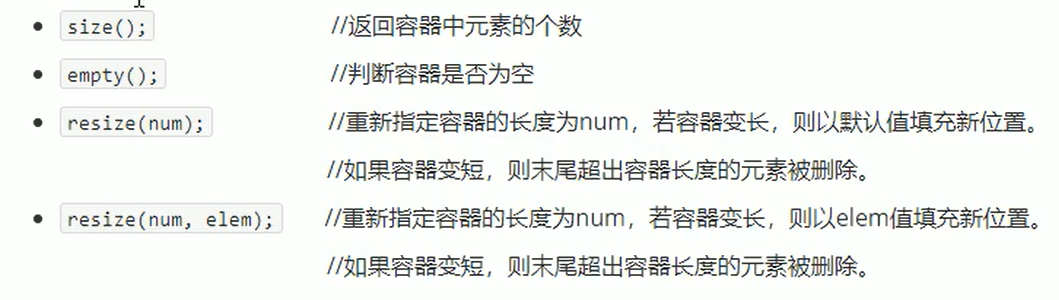 size(); //返回容器中元素的个数
empty(); //判断容器是否为空
resize(num); //重新指定容器的长度为num，若容器变长，则以默认值填充新位置。
//如果容器变短，则末尾超出容器长度的元素被删除。
resize(num, elem); //重新指定容器的长度为num，若容器变长，则以elem值填充新位置。
//如果容器变短，则末尾超出容器长度的元素被删除。